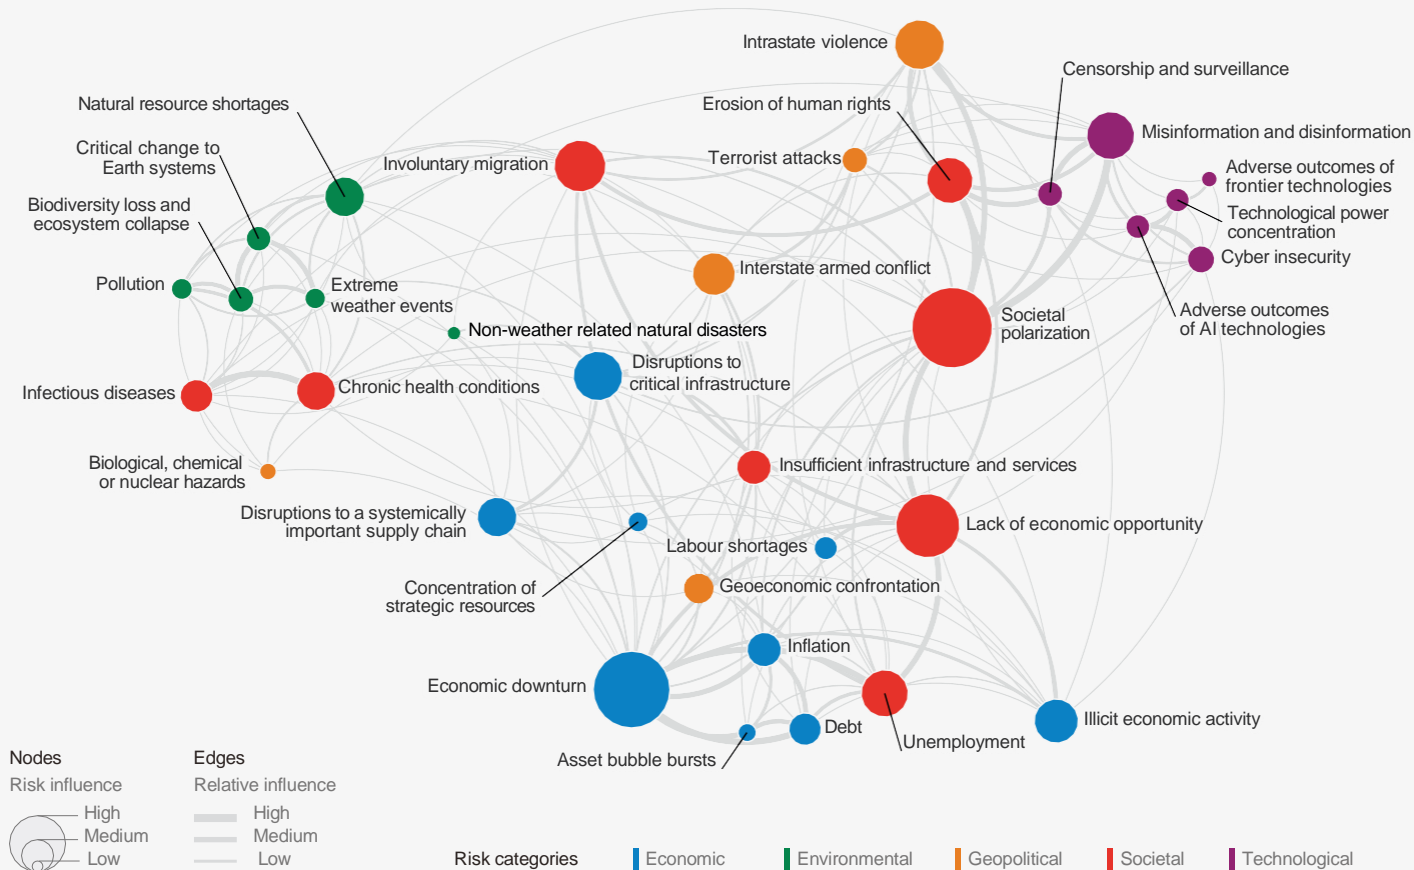 Intrastate violence
Censorship and surveillance
Natural resource shortages
Erosion of human rights
Misinformation and disinformation
Critical change to
Earth systems
Involuntary migration
Terrorist attacks
Adverse outcomes of
frontier technologies
Biodiversity loss and
ecosystem collapse
Technological power
concentration
Cyber insecurity
Interstate armed conflict
Pollution
Extreme
weather events
Societal
polarization
Adverse outcomes
of AI technologies
Non-weather related natural disasters
Disruptions to
critical infrastructure
Infectious diseases
Chronic health conditions
Biological, chemical
or nuclear hazards
Insufficient infrastructure and services
Disruptions to a systemically
important supply chain
Lack of economic opportunity
Labour shortages
Concentration of
strategic resources
Geoeconomic confrontation
Inflation
Economic downturn
Illicit economic activity
Debt
Unemployment
Asset bubble bursts
Nodes
Risk influence
High
Medium
Low
Edges
Relative influence
High
Medium
Low
Risk categories
Economic
Environmental
Geopolitical
Societal
Technological